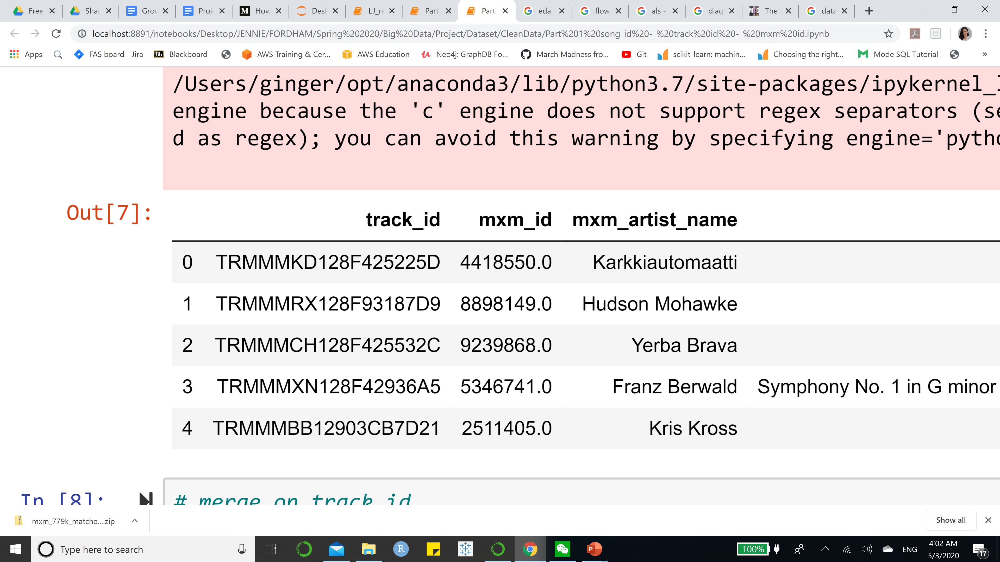 Free Shar Grou Proje How Desk LJ_re Part Part eda flow als - diag The data
localhost:8891/notebooks/Desktop/JENNIE/FORDHAM/Spring%202020/Big%20Data/Project/Dataset/CleanData/Part%201%20song_id%20-_%20track%20id%20-_%20mxm%20id.ipynb
Apps FAS board - Jira Bb Blackboard AWS Training & Cer... AWS Education Neo4j: GraphDB Fo... March Madness fro... Git scikit-learn: machin... Choosing the right... Mode SQL Tutorial »
/Users/ginger/opt/anaconda3/lib/python3.7/site-packages/ipykernel_l
engine because the 'c' engine does not support regex separators (se
d as regex); you can avoid this warning by specifying engine='pytho
Out[7]:
track_id mxm_id mxm_artist_name
0 TRMMMKD128F425225D 4418550.0 Karkkiautomaatti
1 TRMMMRX128F93187D9 8898149.0 Hudson Mohawke
2 TRMMMCH128F425532C 9239868.0 Yerba Brava
3 TRMMMXN128F42936A5 5346741.0 Franz Berwald Symphony No. 1 in G minor
4 TRMMMBB12903CB7D21 2511405.0 Kris Kross
In [8]: # merge on track id
mxm_779k_matche....zip Show all
Type here to search 100% ENG 4:02 AM
5/3/2020 17